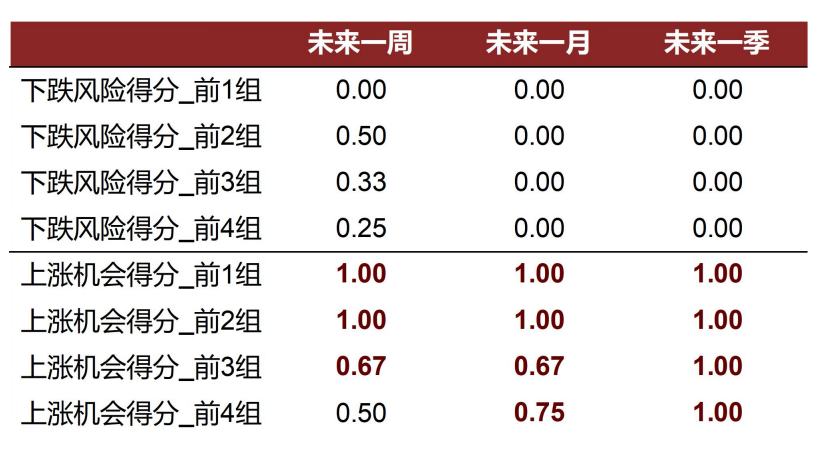 未来一周 未来一月 未来一季
下跌风险得分_前1组 0.00 0.00 0.00
下跌风险得分_前2组 0.50 0.00 0.00
下跌风险得分_前3组 0.33 0.00 0.00
下跌风险得分_前4组 0.25 0.00 0.00
上涨机会得分_前1组 1.00 1.00 1.00
上涨机会得分_前2组 1.00 1.00 1.00
上涨机会得分_前3组 0.67 0.67 1.00
上涨机会得分_前4组 0.50 0.75 1.00